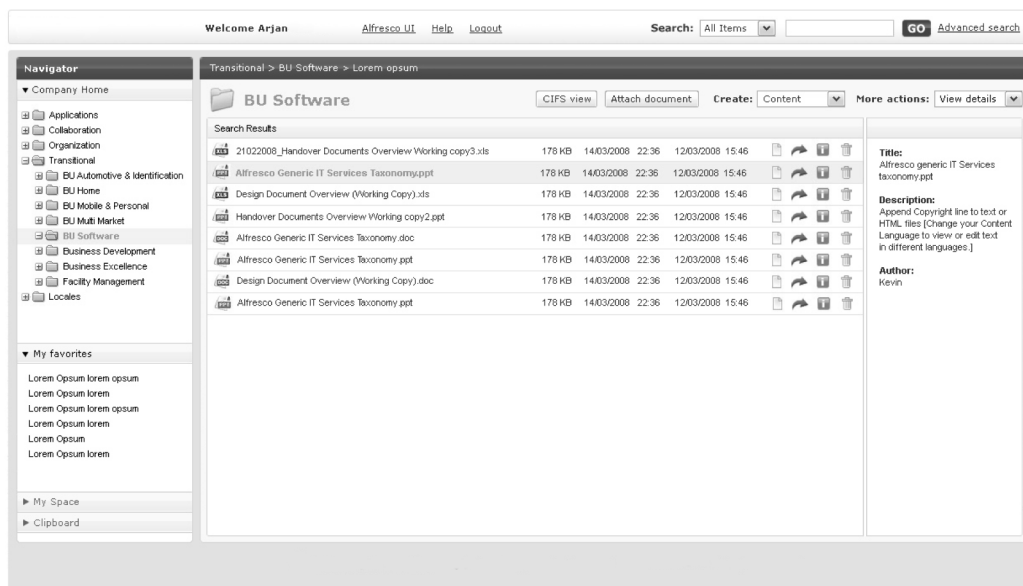 Welcome Arjan Alfresco UI Help Logout Search: All Items GO Advanced search
Navigator
Company Home
Applications
Collaboration
Organization
Transitional
BU Automotive & Identification
BU Home
BU Mobile & Personal
BU Multi Market
BU Software
Business Development
Business Excellence
Facility Management
Locales
My favorites
Lorem Opsum lorem opsum
Lorem Opsum lorem
Lorem Opsum lorem opsum
Lorem Opsum lorem
Lorem Opsum
Lorem Opsum lorem
My Space
Clipboard
Transitional > BU Software > Lorem opsum
BU Software CIFS view Attach document Create: Content More actions: View details
Search Results
XLS 21022008_Handover Documents Overview Working copy3.xls 178 KB 14/03/2008 22:36 12/03/2008 15:46
PPT Alfresco Generic IT Services Taxonomy.ppt 178 KB 14/03/2008 22:36 12/03/2008 15:46
XLS Design Document Overview (Working Copy).xls 178 KB 14/03/2008 22:36 12/03/2008 15:46
PPT Handover Documents Overview Working copy2.ppt 178 KB 14/03/2008 22:36 12/03/2008 15:46
DOC Alfresco Generic IT Services Taxonomy.doc 178 KB 14/03/2008 22:36 12/03/2008 15:46
PPT Alfresco Generic IT Services Taxonomy.ppt 178 KB 14/03/2008 22:36 12/03/2008 15:46
DOC Design Document Overview (Working Copy).doc 178 KB 14/03/2008 22:36 12/03/2008 15:46
PPT Alfresco Generic IT Services Taxonomy.ppt 178 KB 14/03/2008 22:36 12/03/2008 15:46
Title:
Alfresco generic IT Services
taxonomy.ppt
Description:
Append Copyright line to text or
HTML files [Change your Content
Language to view or edit text
in different languages.]
Author:
Kevin